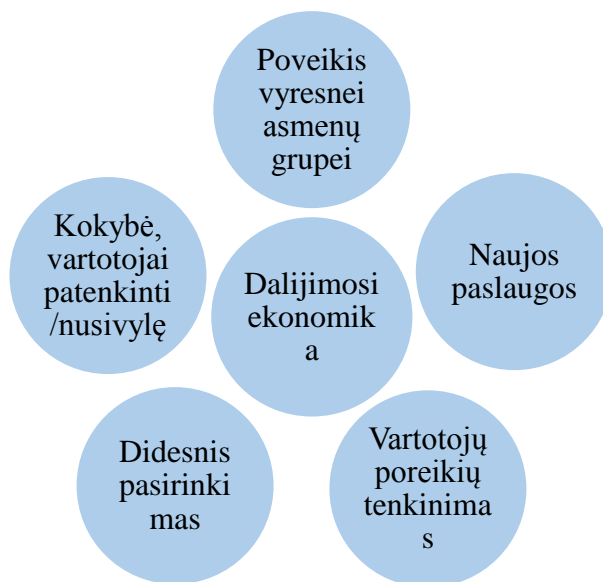 Poveikis
vyresnei
asmenų
grupei
Kokybė,
vartotojai
patenkinti
/nusivylę
Dalijimosi
ekonomik
a
Naujos
paslaugos
Didesnis
pasirinki
mas
Vartotojų
poreikių
tenkinima
s